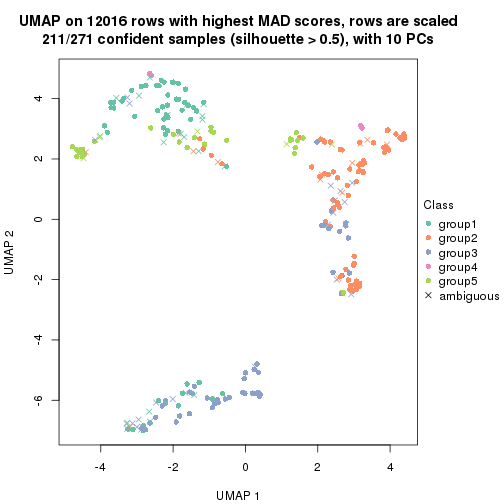 UMAP on 12016 rows with highest MAD scores, rows are scaled
211/271 confident samples (silhouette > 0.5), with 10 PCs
4
2
0
-2
-4
-6
UMAP 2
-4
-2
0
2
4
UMAP 1
Class
group1
group2
group3
group4
group5
ambiguous